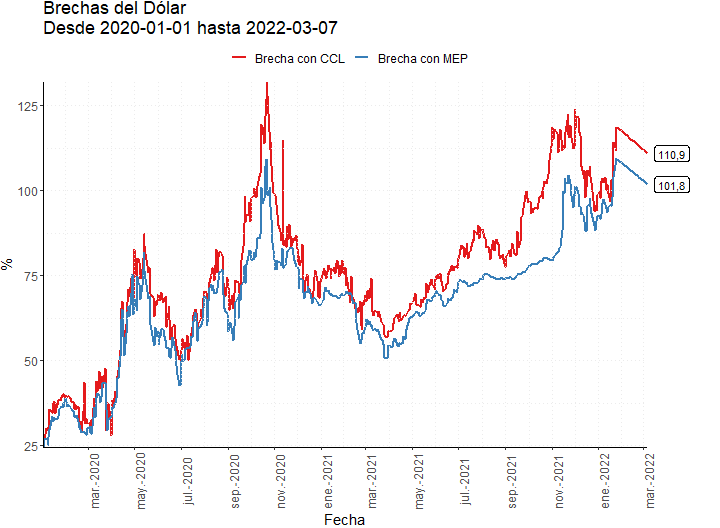 Brechas del Dólar
Desde 2020-01-01 hasta 2022-03-07
Brecha con CCL Brecha con MEP
%
125
100
75
50
25
110,9
101,8
mar.-2020 may.-2020 jul.-2020 sep.-2020 nov.-2020 ene.-2021 mar.-2021 may.-2021 jul.-2021 sep.-2021 nov.-2021 ene.-2022 mar.-2022
Fecha